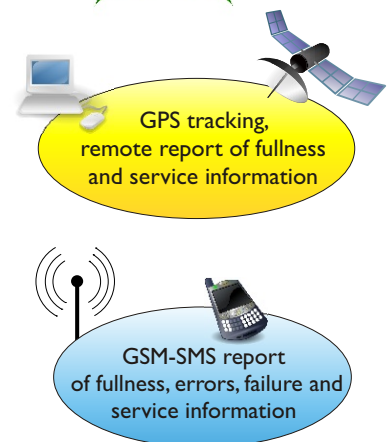 GPS tracking,
remote report of fullness
and service information
GSM-SMS report
of fullness, errors, failure and
service information